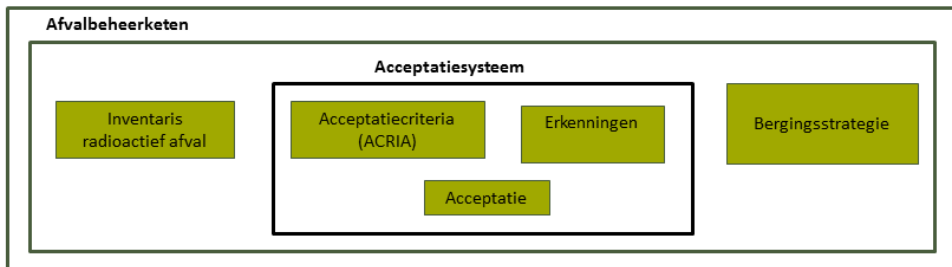 Afvalbeheerketen
Acceptatiesysteem
Inventaris
radioactief afval
Acceptatiecriteria
(ACRIA)
Erkenningen
Bergingsstrategie
Acceptatie